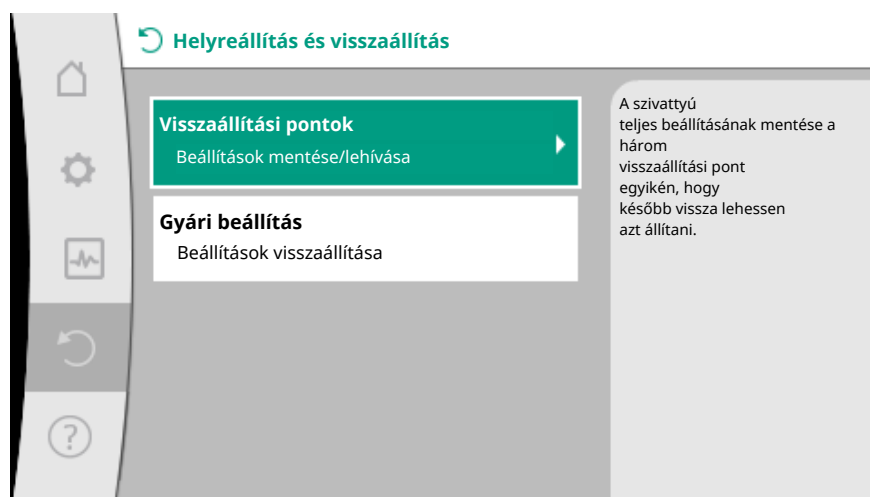 Helyreállítás és visszaállítás
Visszaállítási pontok
Beállítások mentése/lehívása
Gyári beállítás
Beállítások visszaállítása
A szivattyú
teljes beállításának mentése a
három
visszaállítási pont
egyikén, hogy
később vissza lehessen
azt állítani.
?